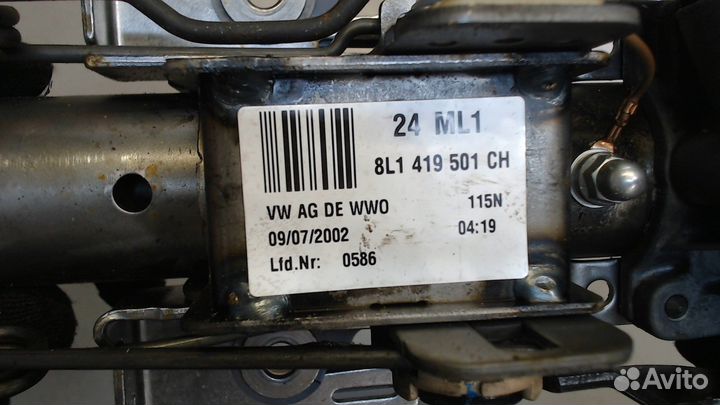 24 ML1
8L1 419 501 CH
VW AG DE WWO 115N
09/07/2002 04:19
Lfd.Nr: 0586
Avito